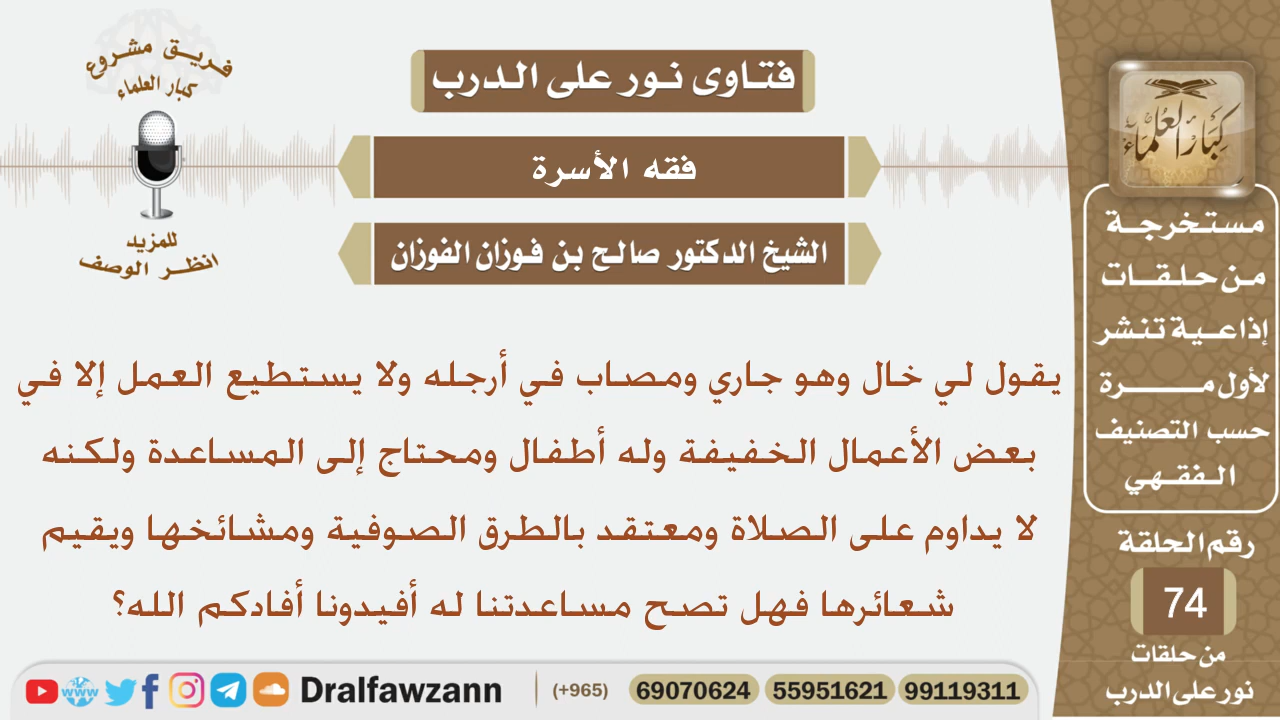 فريق مشروع
كبار العلماء
للمزيد
انظر الوصف
فتاوى نور على الدرب
فقه الأسرة
الشيخ الدكتور صالح بن فوزان الفوزان
يقول لي خال وهو جاري ومصاب في أرجله ولا يستطيع العمل إلا في
بعض الأعمال الخفيفة وله أطفال ومحتاج إلى المساعدة ولكنه
لا يداوم على الصلاة ومعتقد بالطرق الصوفية ومشائخها ويقيم
شعائرها فهل تصح مساعدتنا له أفيدونا أفادكم الله؟
كبار العلماء
مستخرجة
من حلقات
إذاعية تنشر
لأول مرة
حسب التصنيف
الفقهي
رقم الحلقة
74
من حلقات
نور على الدرب
www Dralfawzann (+965) 69070624 55951621 99119311